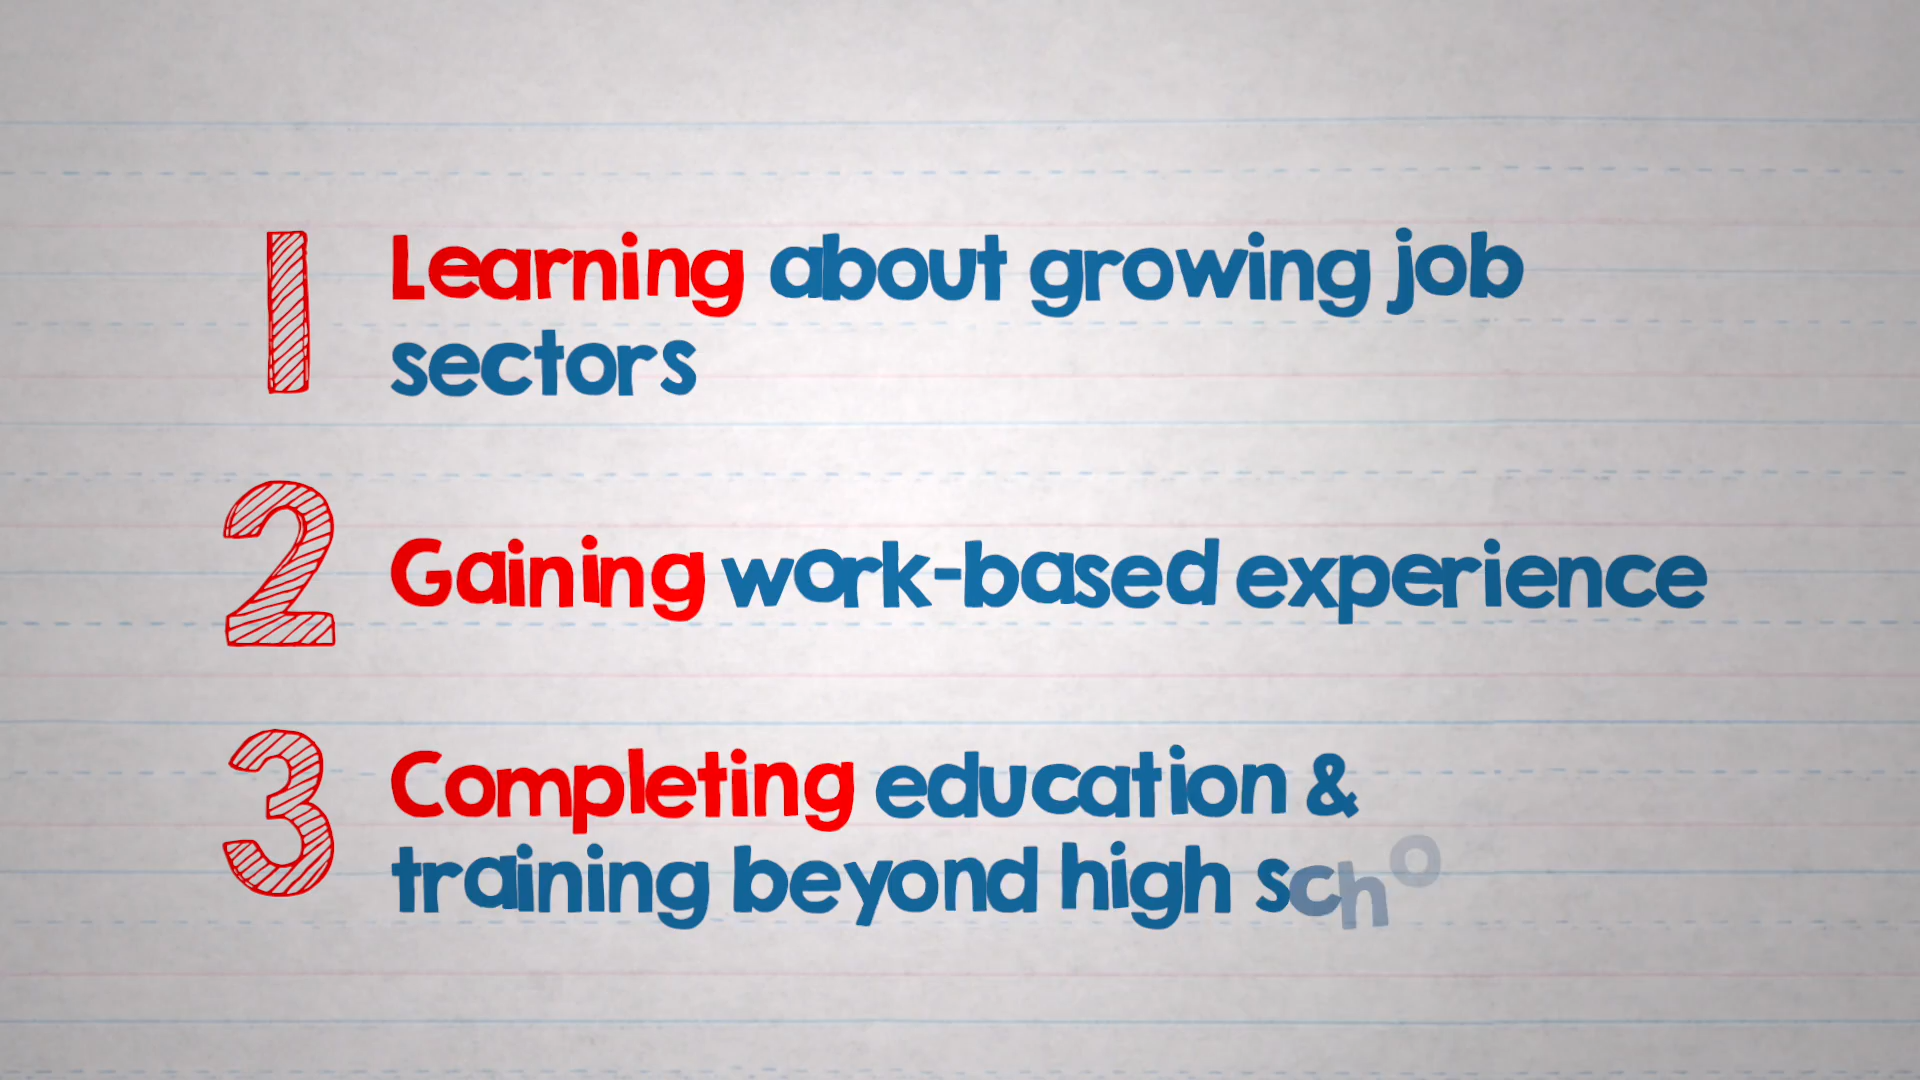 1 Learning about growing job
sectors
2 Gaining work-based experience
3 Completing education &
training beyond high scho